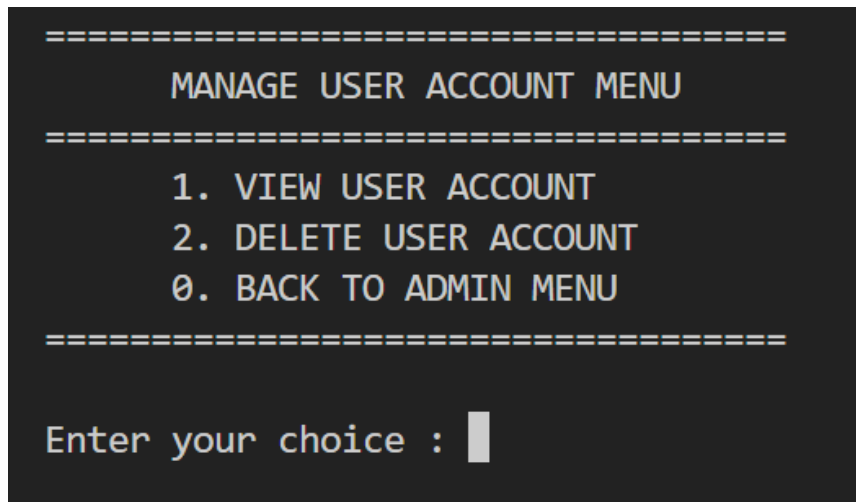 ===================================
MANAGE USER ACCOUNT MENU
===================================
1. VIEW USER ACCOUNT
2. DELETE USER ACCOUNT
0. BACK TO ADMIN MENU
===================================
Enter your choice :